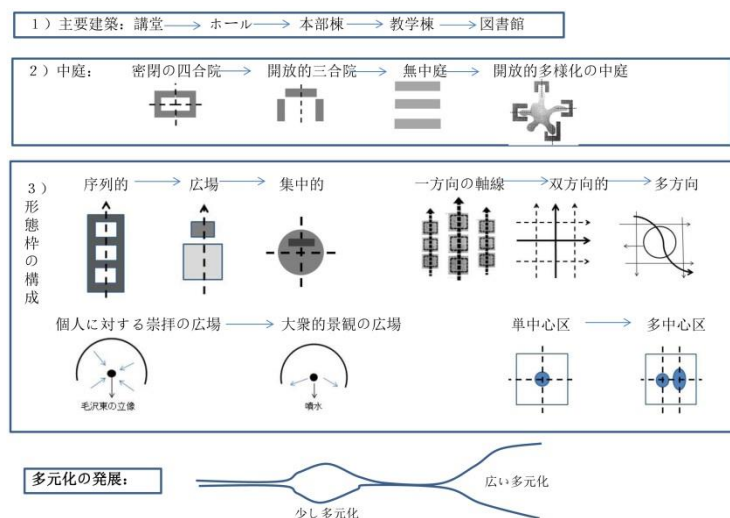 1）主要建築：講堂 ホール 本部棟 教学棟 図書館
2）中庭： 密閉の四合院 開放的三合院 無中庭 開放的多様化の中庭
3）形態枠の構成
序列的 広場 集中的 一方向の軸線 双方向的 多方向
個人に対する崇拝の広場 大衆的景観の広場 単中心区 多中心区
毛沢東の立像 噴水
多元化の発展： 広い多元化
少し多元化